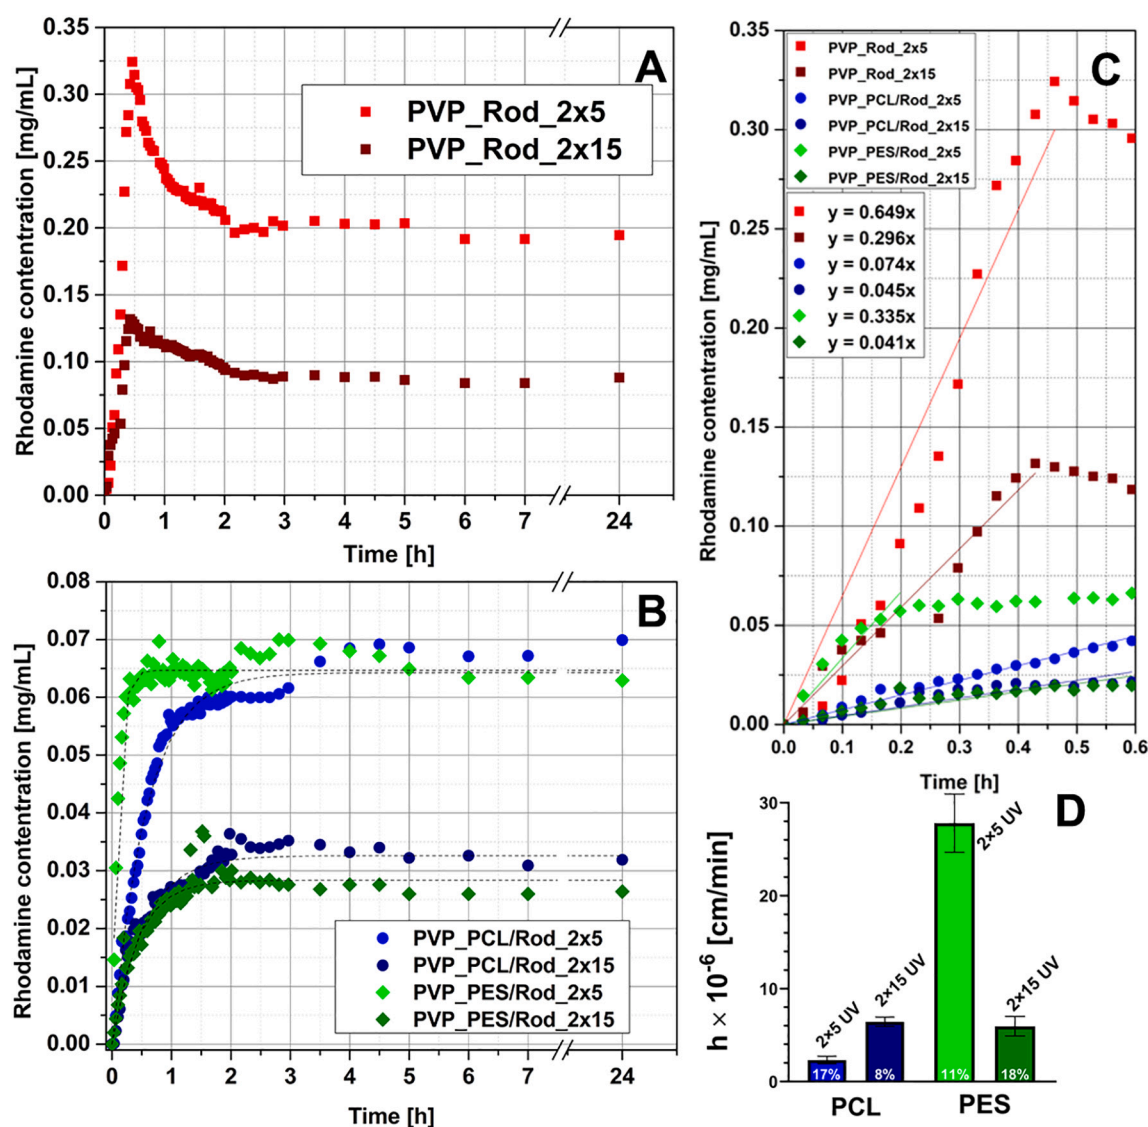 A
Rhodamine contentration [mg/mL]
0.35
0.30
0.25
0.20
0.15
0.10
0.05
0.00
PVP_Rod_2x5
PVP_Rod_2x15
0 1 2 3 4 5 6 7 24
Time [h]
B
Rhodamine contentration [mg/mL]
0.08
0.07
0.06
0.05
0.04
0.03
0.02
0.01
0.00
PVP_PCL/Rod_2x5
PVP_PCL/Rod_2x15
PVP_PES/Rod_2x5
PVP_PES/Rod_2x15
0 1 2 3 4 5 6 7 24
Time [h]
C
Rhodamine contentration [mg/mL]
0.35
0.30
0.25
0.20
0.15
0.10
0.05
0.00
PVP_Rod_2x5
PVP_Rod_2x15
PVP_PCL/Rod_2x5
PVP_PCL/Rod_2x15
PVP_PES/Rod_2x5
PVP_PES/Rod_2x15
y = 0.649x
y = 0.296x
y = 0.074x
y = 0.045x
y = 0.335x
y = 0.041x
0.0 0.1 0.2 0.3 0.4 0.5 0.6
Time [h]
D
h × 10⁻⁶ [cm/min]
30
20
10
0
2×5 UV
2×15 UV
2×5 UV
2×15 UV
17% 8% 11% 18%
PCL PES